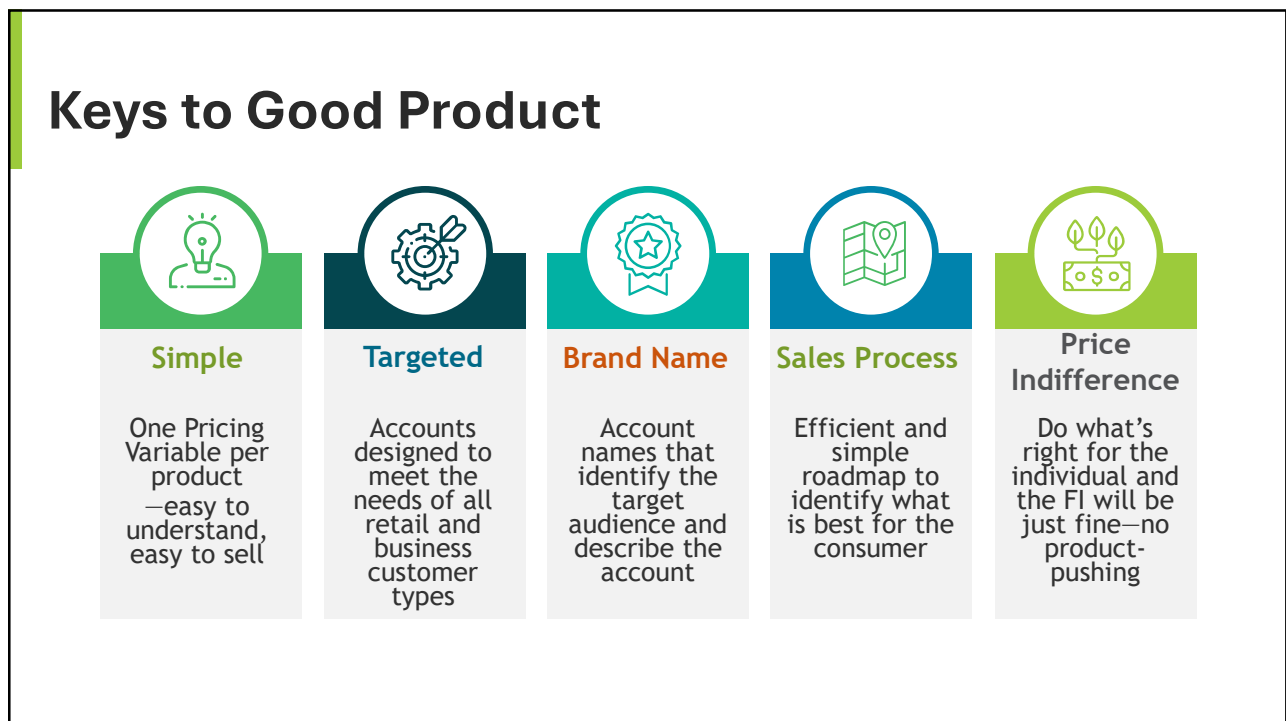 Keys to Good Product
Simple
One Pricing
Variable per
product
—easy to
understand,
easy to sell
Targeted
Accounts
designed to
meet the
needs of all
retail and
business
customer
types
Brand Name
Account
names that
identify the
target
audience and
describe the
account
Sales Process
Efficient and
simple
roadmap to
identify what
is best for the
consumer
Price
Indifference
Do what’s
right for the
individual and
the FI will be
just fine—no
product-
pushing